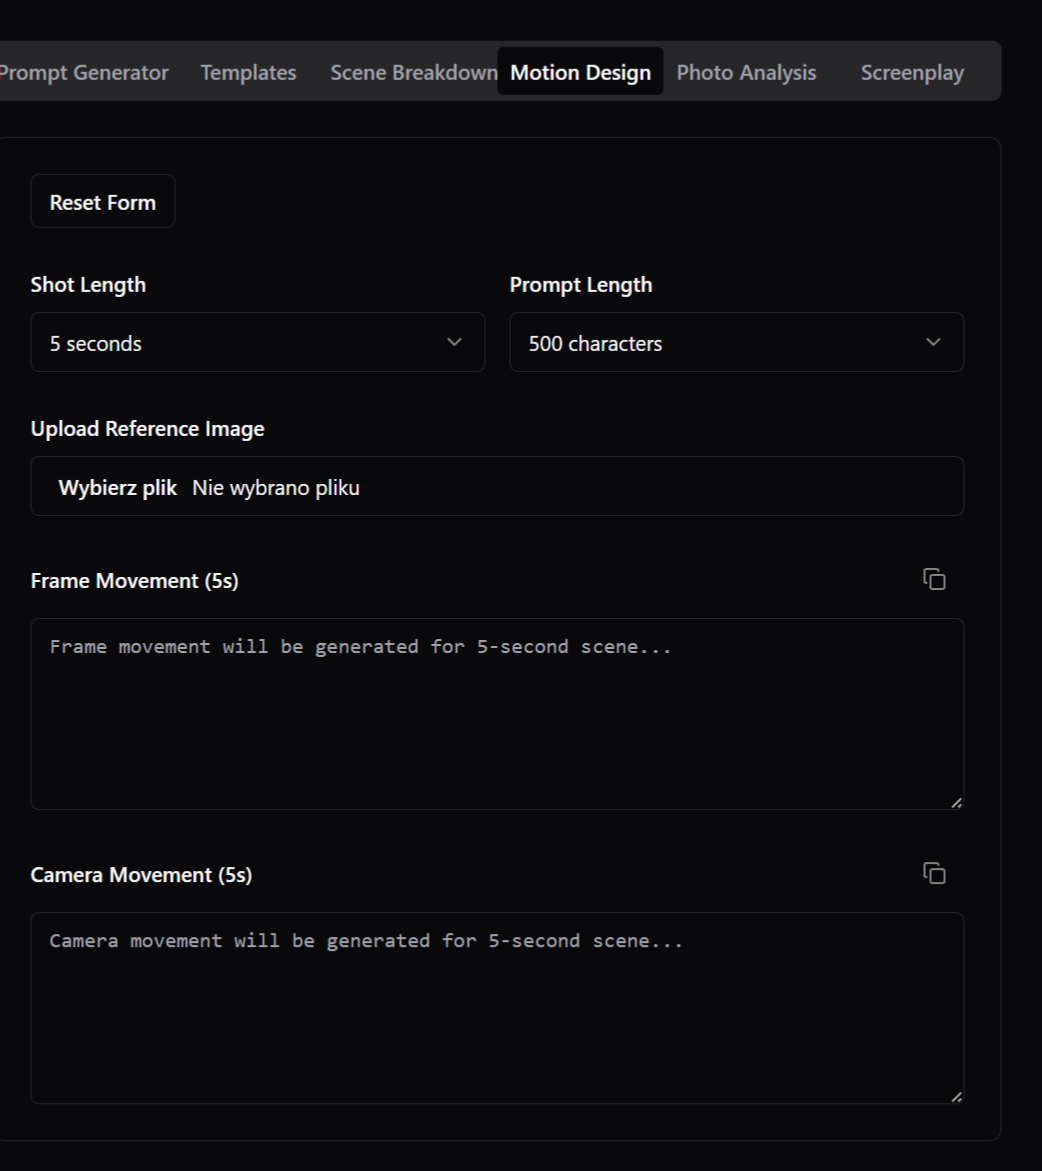 Prompt Generator Templates Scene Breakdown Motion Design Photo Analysis Screenplay
Reset Form
Shot Length Prompt Length
5 seconds 500 characters
Upload Reference Image
Wybierz plik Nie wybrano pliku
Frame Movement (5s)
Frame movement will be generated for 5-second scene...
Camera Movement (5s)
Camera movement will be generated for 5-second scene...